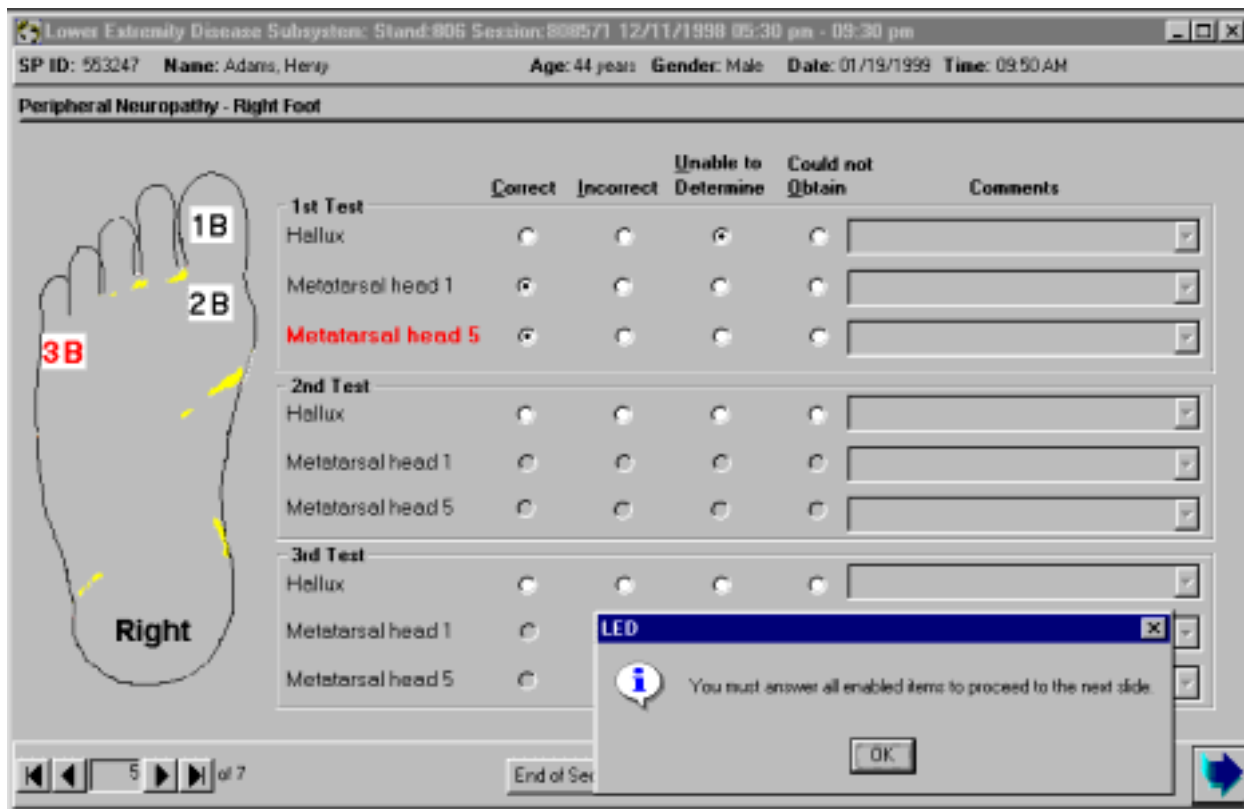 Lower Extremity Disease Subsystem: Stand:806 Session:808571 12/11/1998 05:30 pm - 09:30 pm
SP ID: 553247 Name: Adams, Henry Age: 44 years Gender: Male Date: 01/19/1999 Time: 09:50 AM
Peripheral Neuropathy - Right Foot
Unable to Could not
Correct Incorrect Determine Obtain Comments
1st Test
Hallux
Metatarsal head 1
Metatarsal head 5
2nd Test
Hallux
Metatarsal head 1
Metatarsal head 5
3rd Test
Hallux
Metatarsal head 1
Metatarsal head 5
1B
2B
3B
Right
LED
You must answer all enabled items to proceed to the next slide.
OK
5 of 7
End of Sec